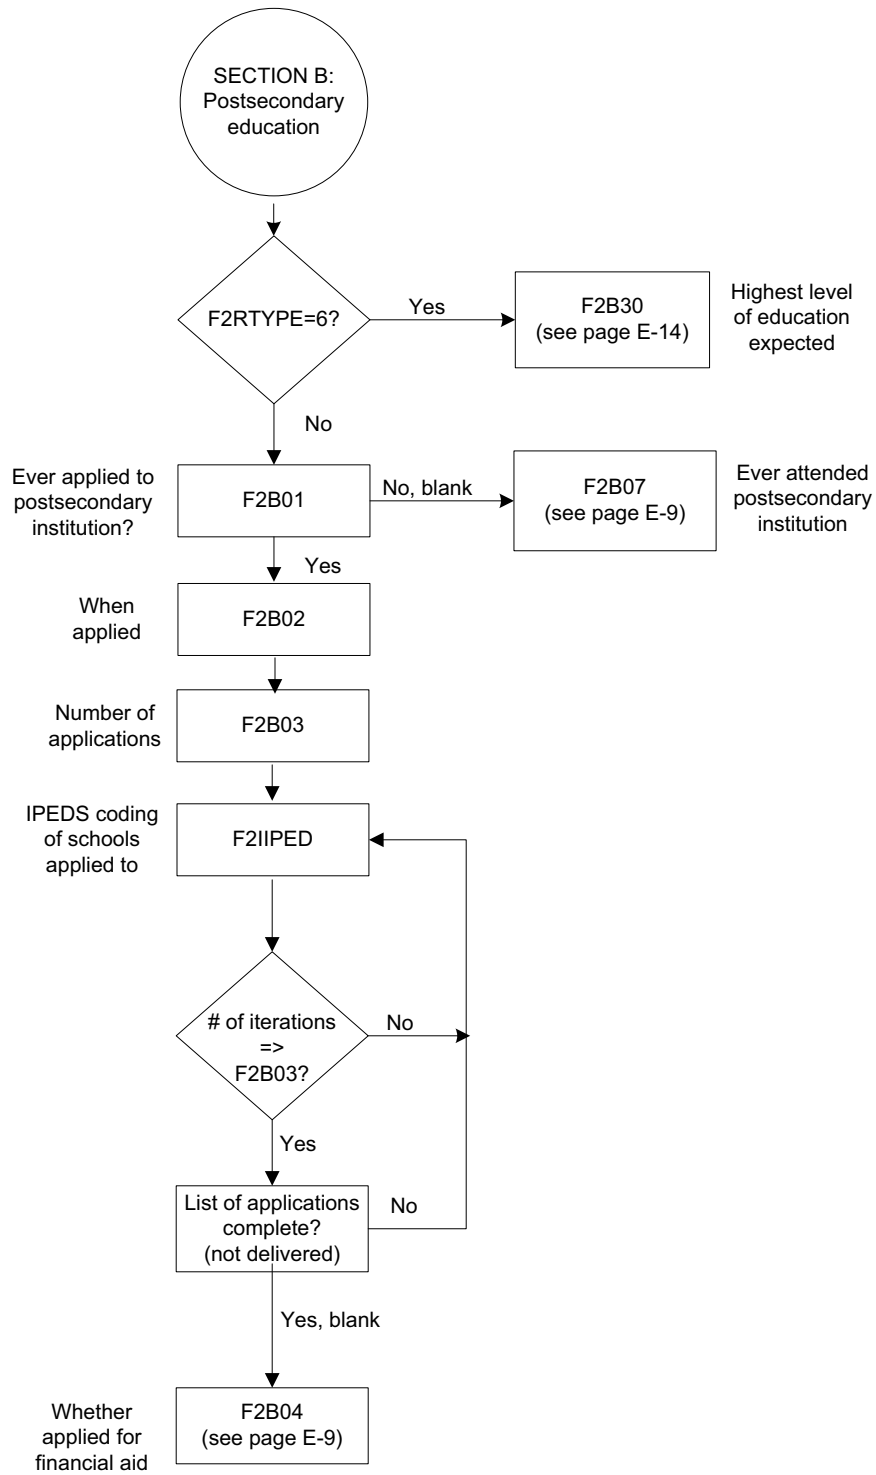 SECTION B:
Postsecondary
education
F2RTYPE=6?
Yes
F2B30
(see page E-14)
Highest level
of education
expected
No
Ever applied to
postsecondary
institution?
F2B01
No, blank
F2B07
(see page E-9)
Ever attended
postsecondary
institution
Yes
When
applied
F2B02
Number of
applications
F2B03
IPEDS coding
of schools
applied to
F2IIPED
# of iterations
=>
F2B03?
No
Yes
List of applications
complete?
(not delivered)
No
Yes, blank
Whether
applied for
financial aid
F2B04
(see page E-9)